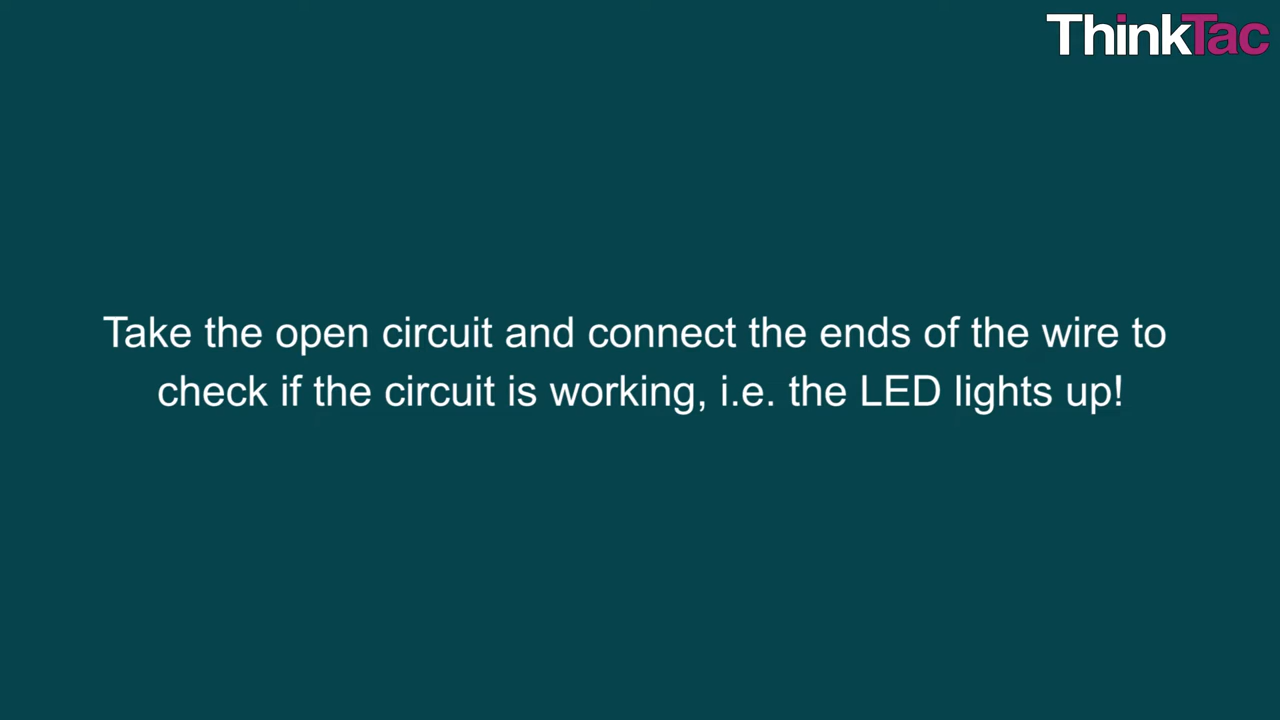 ThinkTac
Take the open circuit and connect the ends of the wire to
check if the circuit is working, i.e. the LED lights up!